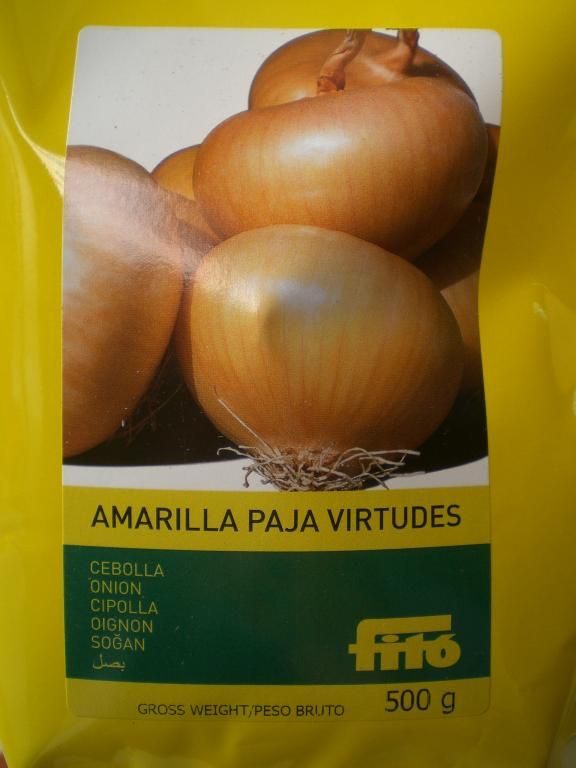 AMARILLA PAJA VIRTUDES
CEBOLLA
ONION
CIPOLLA
OIGNON
SOĞAN
بصل
fitó
GROSS WEIGHT/PESO BRUTO 500 g